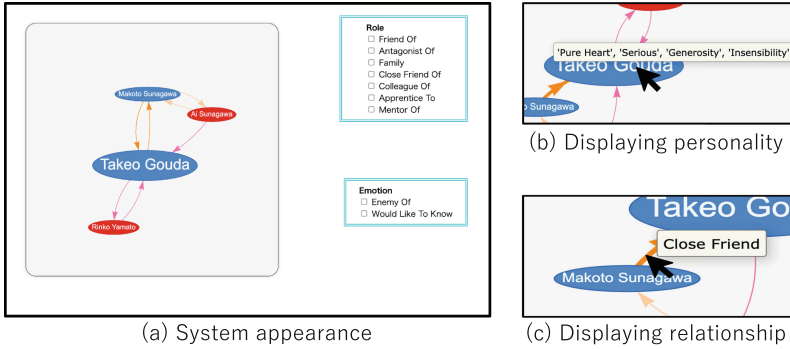 Role
Friend Of
Antagonist Of
Family
Close Friend Of
Colleague Of
Apprentice To
Mentor Of
Makoto Sunagawa
Ai Sunagawa
Takeo Gouda
Rinko Yamato
Emotion
Enemy Of
Would Like To Know
(a) System appearance
'Pure Heart', 'Serious', 'Generosity', 'Insensibility'
Takeo Gouda
o Sunagawa
(b) Displaying personality
Takeo Go
Close Friend
Makoto Sunagawa
(c) Displaying relationship